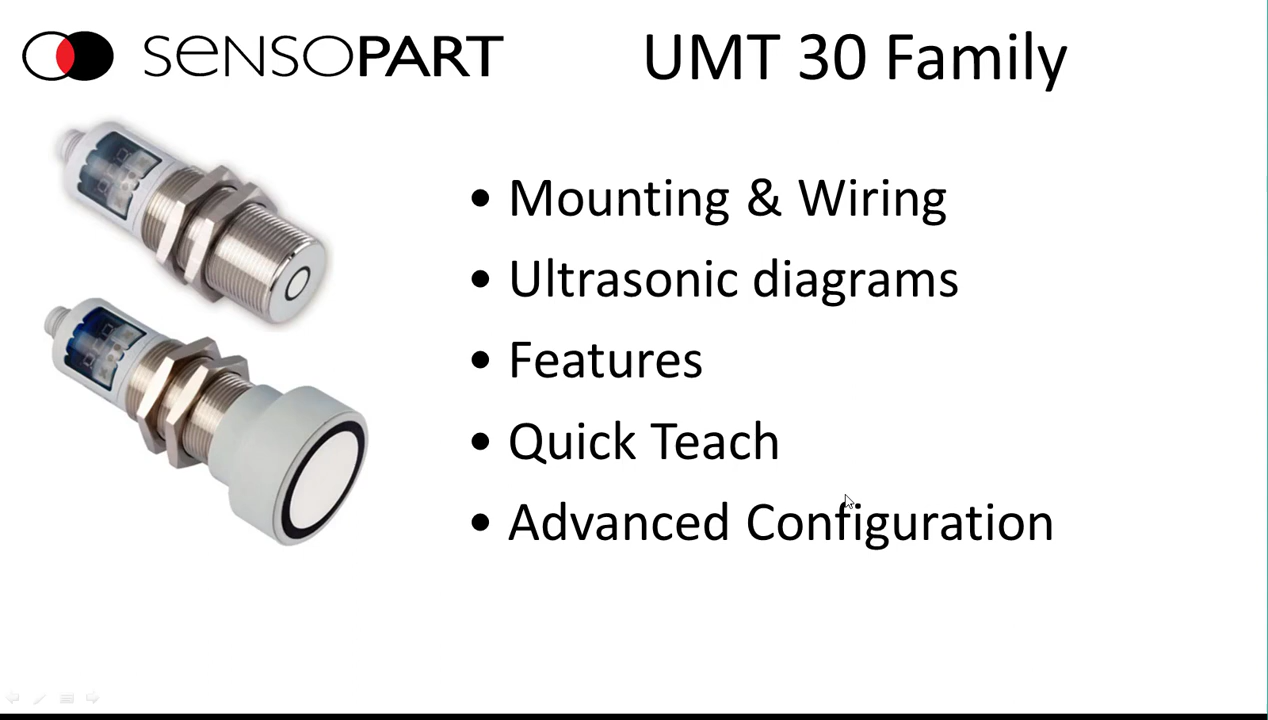 SENSOPART
UMT 30 Family
• Mounting & Wiring
• Ultrasonic diagrams
• Features
• Quick Teach
• Advanced Configuration